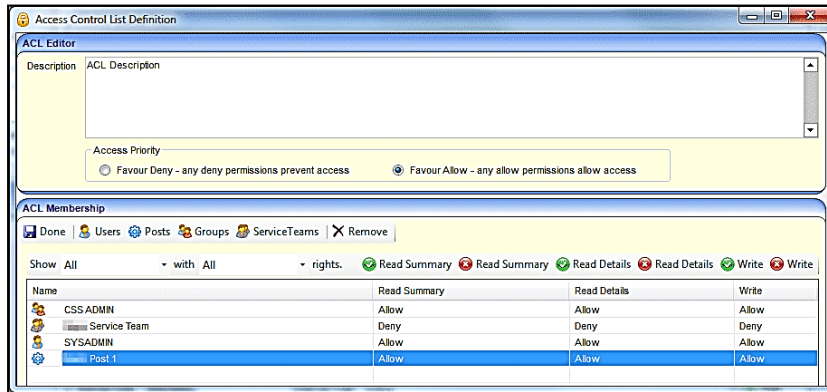 Access Control List Definition
ACL Editor
Description ACL Description
Access Priority
Favour Deny - any deny permissions prevent access Favour Allow - any allow permissions allow access
ACL Membership
Done Users Posts Groups ServiceTeams Remove
Show All with All rights. Read Summary Read Summary Read Details Read Details Write Write
Name Read Summary Read Details Write
CSS ADMIN Allow Allow Allow
Service Team Deny Deny Deny
SYSADMIN Allow Allow Allow
Post 1 Allow Allow Allow